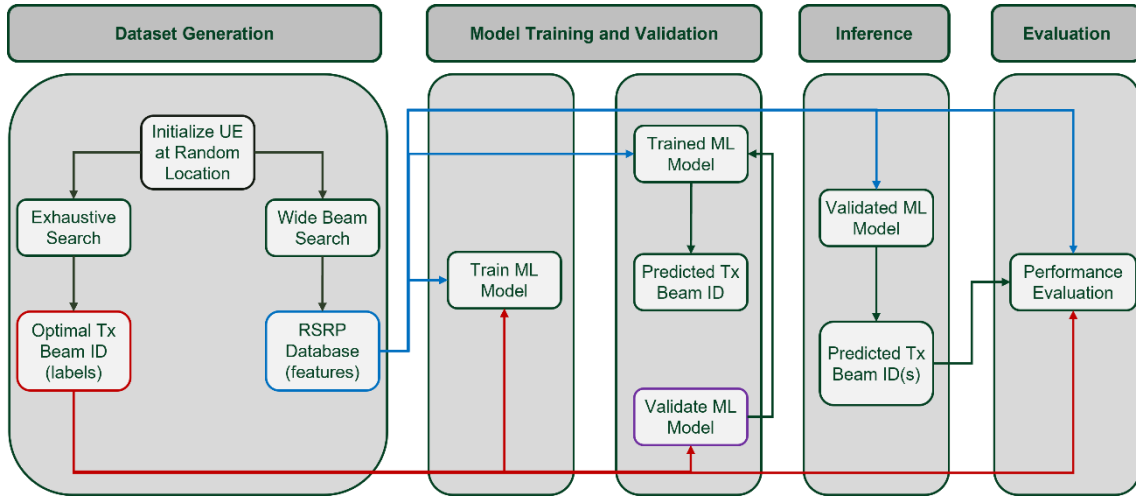 Dataset Generation
Model Training and Validation
Inference
Evaluation
Initialize UE
at Random
Location
Exhaustive
Search
Wide Beam
Search
Optimal Tx
Beam ID
(labels)
RSRP
Database
(features)
Train ML
Model
Trained ML
Model
Predicted Tx
Beam ID
Validate ML
Model
Validated ML
Model
Predicted Tx
Beam ID(s)
Performance
Evaluation